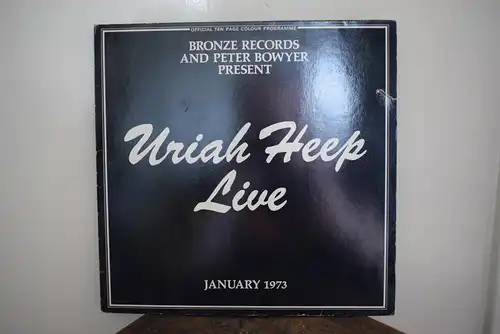 OFFICIAL TEN PAGE COLOUR PROGRAMME
BRONZE RECORDS
AND PETER BOWYER
PRESENT
Uriah Heep
Live
JANUARY 1973